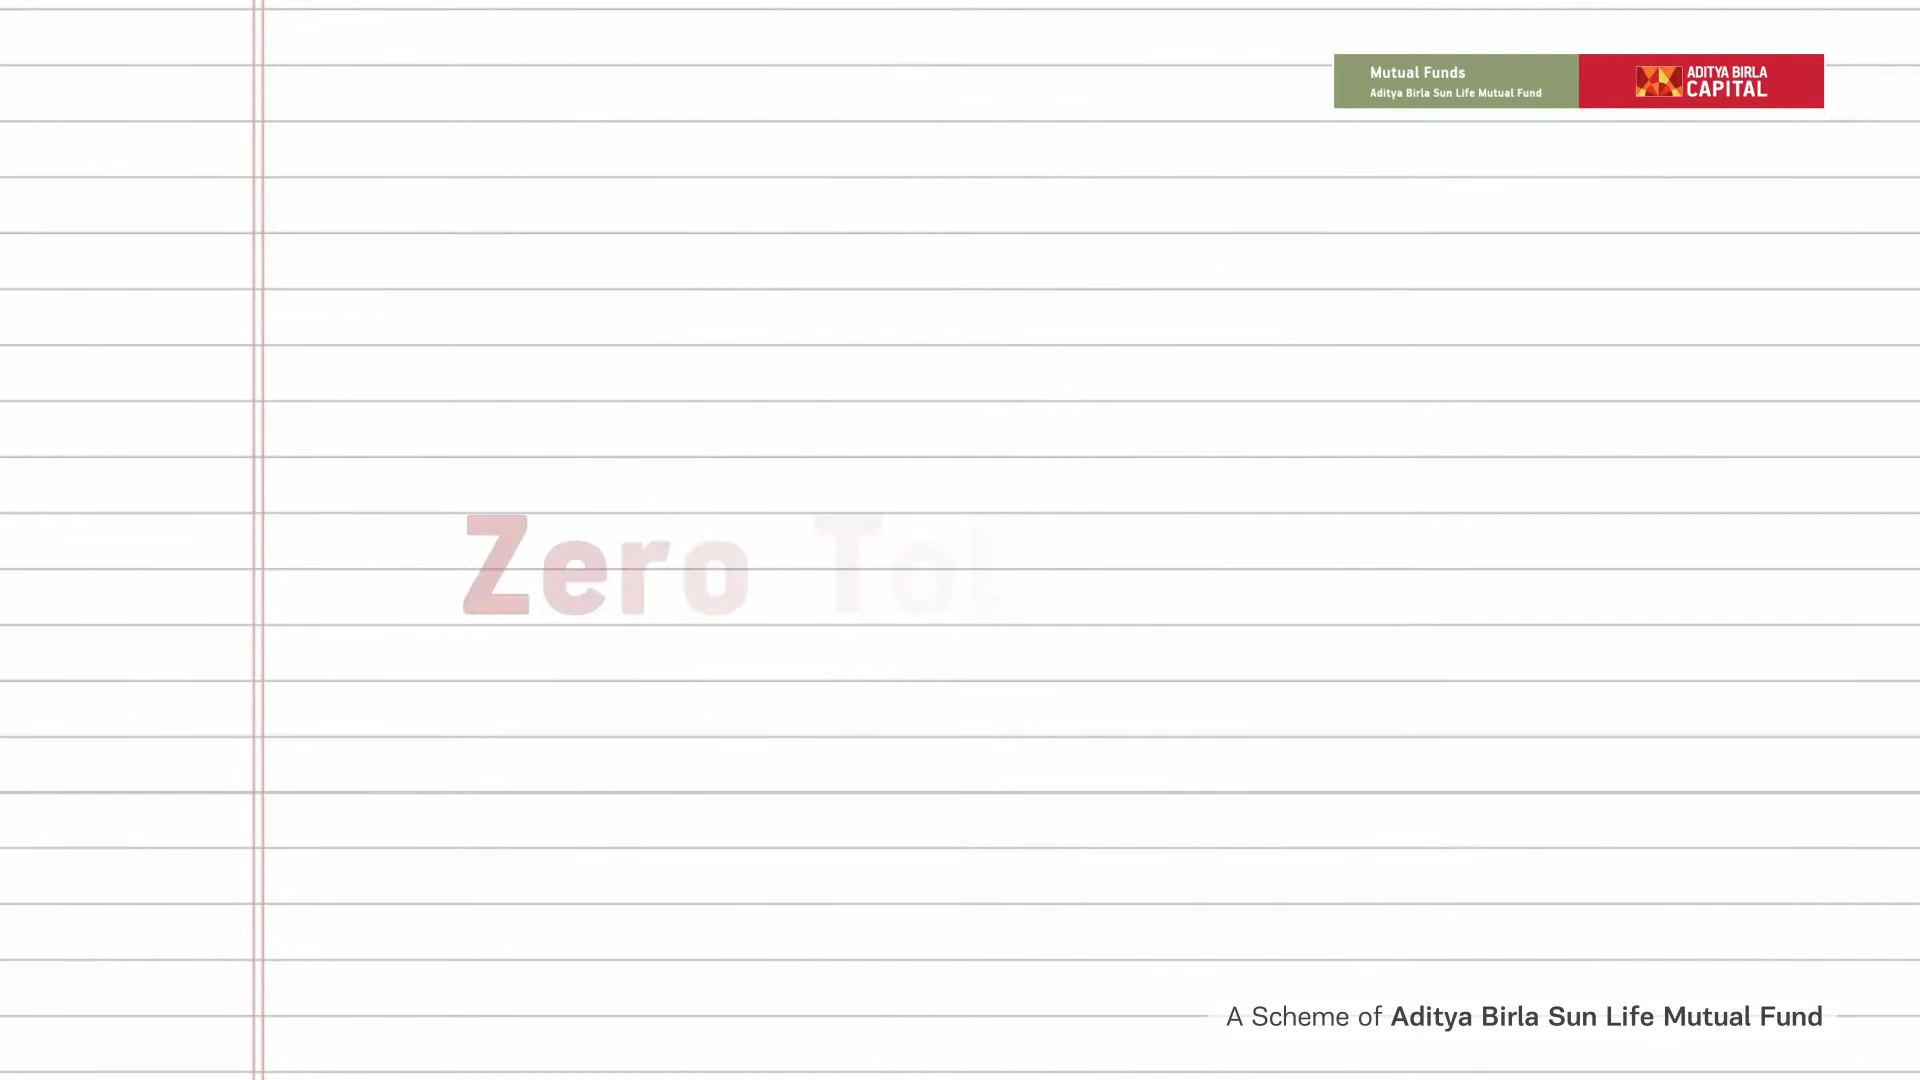 Mutual Funds
Aditya Birla Sun Life Mutual Fund
ADITYA BIRLA
CAPITAL
Zero Tol
A Scheme of Aditya Birla Sun Life Mutual Fund